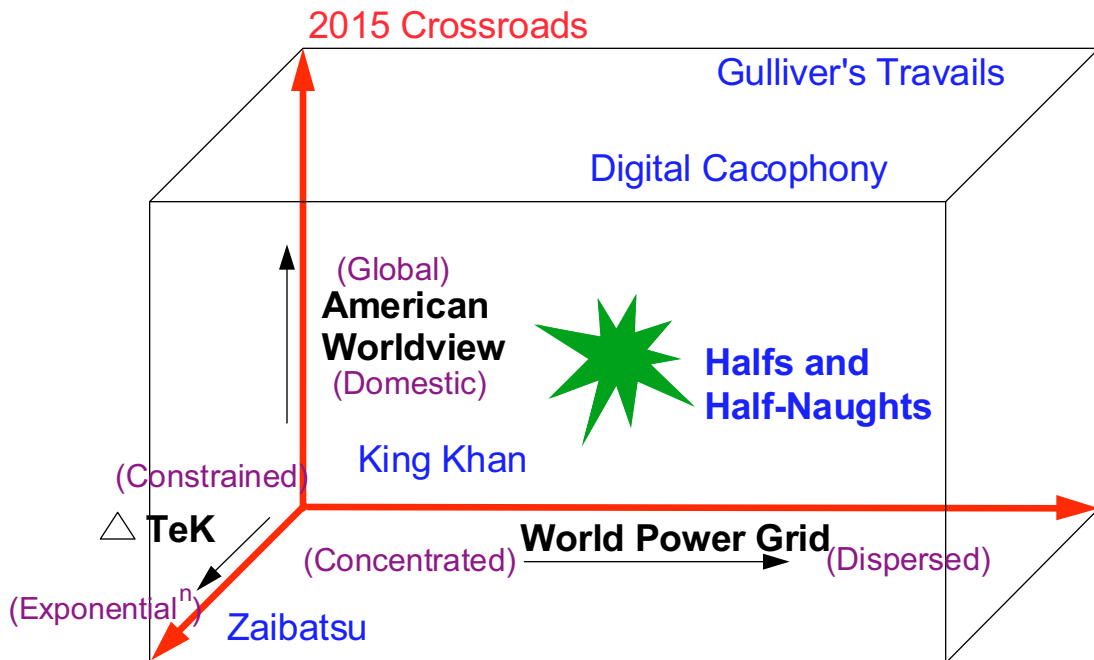 2015 Crossroads
Gulliver's Travails
Digital Cacophony
(Global)
American
Worldview
(Domestic)
Halfs and
Half-Naughts
King Khan
(Constrained)
△ TeK
World Power Grid
(Concentrated)
(Dispersed)
(Exponentialⁿ)
Zaibatsu